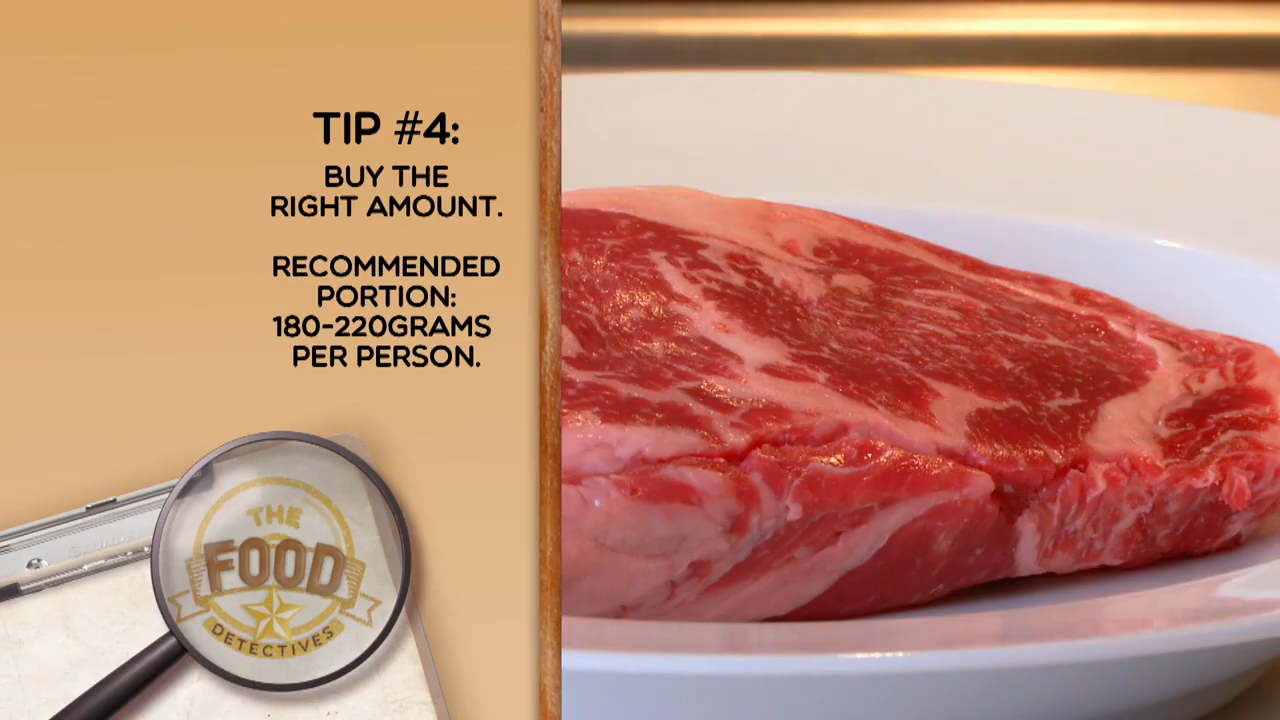 TIP #4:
BUY THE
RIGHT AMOUNT.
RECOMMENDED
PORTION:
180-220GRAMS
PER PERSON.
THE
FOOD
DETECTIVES